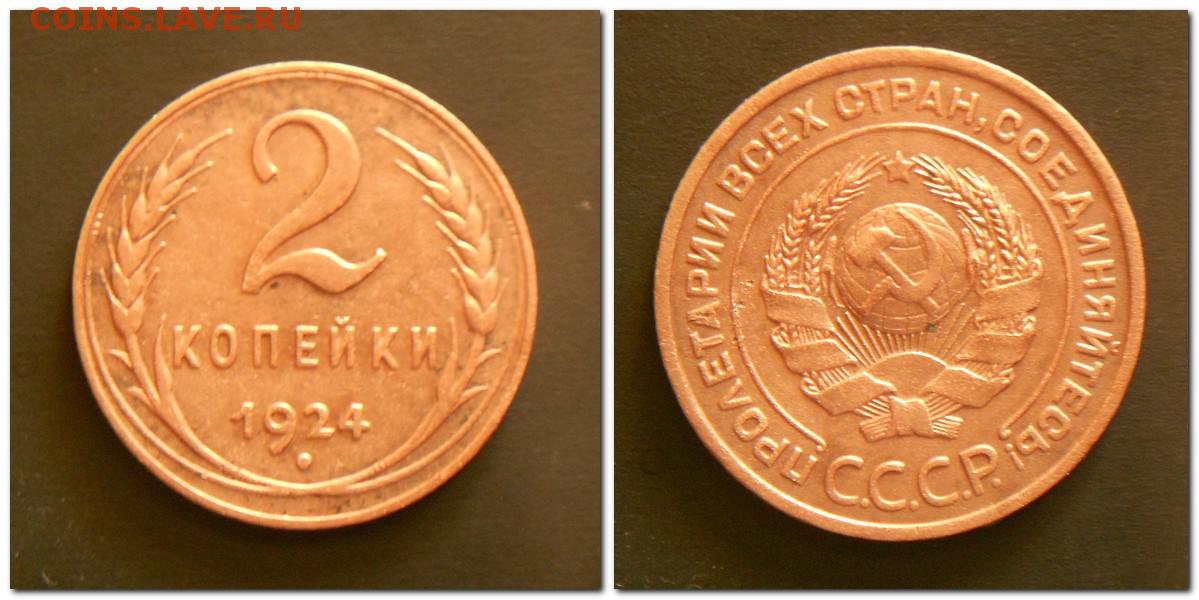 COINS.LAVE.RU
2
КОПЕЙКИ
1924
ПРОЛЕТАРИИ ВСЕХ СТРАН, СОЕДИНЯЙТЕСЬ!
С.С.С.Р.